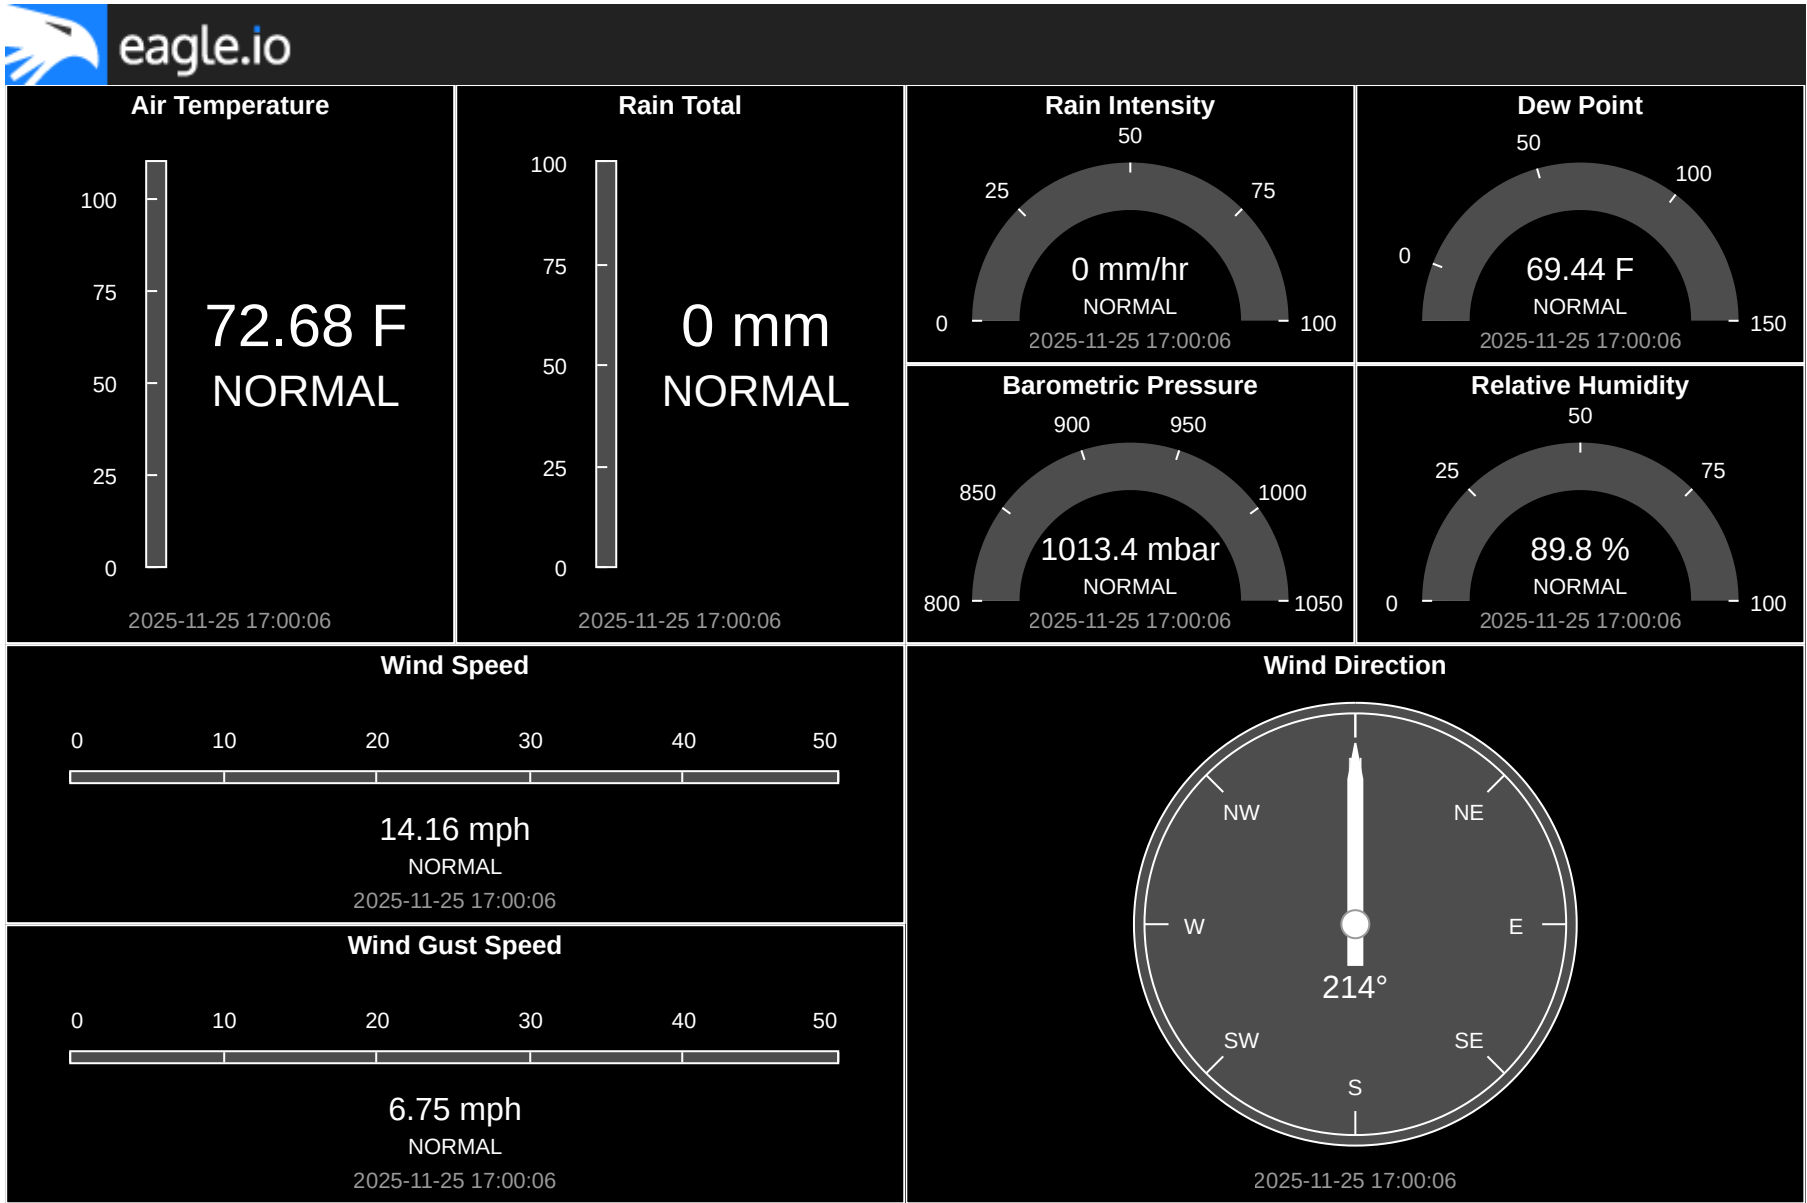 eagle.io
Air Temperature
100
75
50
25
0
72.68 F
NORMAL
2025-11-25 17:00:06
Rain Total
100
75
50
25
0
0 mm
NORMAL
2025-11-25 17:00:06
Rain Intensity
50
25
75
0
100
0 mm/hr
NORMAL
2025-11-25 17:00:06
Dew Point
50
100
0
150
69.44 F
NORMAL
2025-11-25 17:00:06
Barometric Pressure
900
950
850
1000
800
1050
1013.4 mbar
NORMAL
2025-11-25 17:00:06
Relative Humidity
50
25
75
0
100
89.8 %
NORMAL
2025-11-25 17:00:06
Wind Speed
0 10 20 30 40 50
14.16 mph
NORMAL
2025-11-25 17:00:06
Wind Gust Speed
0 10 20 30 40 50
6.75 mph
NORMAL
2025-11-25 17:00:06
Wind Direction
NW NE
W E
214°
SW SE
S
2025-11-25 17:00:06